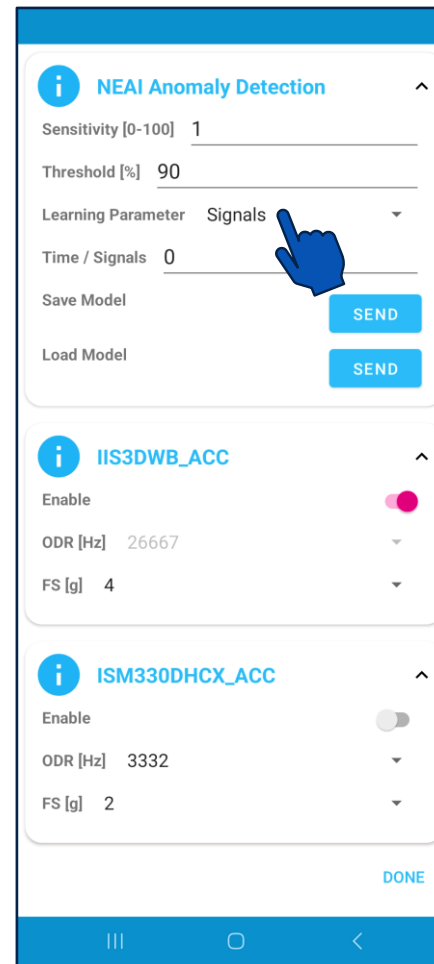 i NEAI Anomaly Detection
Sensitivity [0-100] 1
Threshold [%] 90
Learning Parameter Signals
Time / Signals 0
Save Model
SEND
Load Model
SEND
i IIS3DWB_ACC
Enable
ODR [Hz] 26667
FS [g] 4
i ISM330DHCX_ACC
Enable
ODR [Hz] 3332
FS [g] 2
DONE